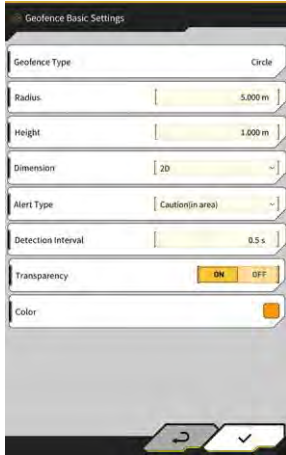 Geofence Basic Settings
Geofence Type Circle
Radius 5.000 m
Height 1.000 m
Dimension 2D
Alert Type Caution(in area)
Detection Interval 0.5 s
Transparency ON OFF
Color